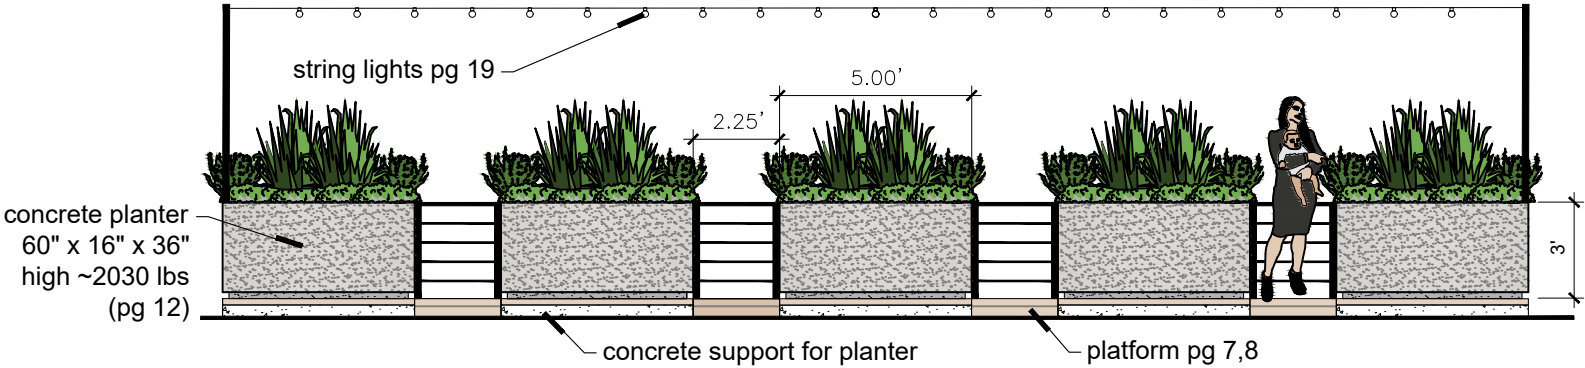 string lights pg 19
5.00'
2.25'
concrete planter
60" x 16" x 36"
high ~2030 lbs
(pg 12)
3'
concrete support for planter
platform pg 7,8